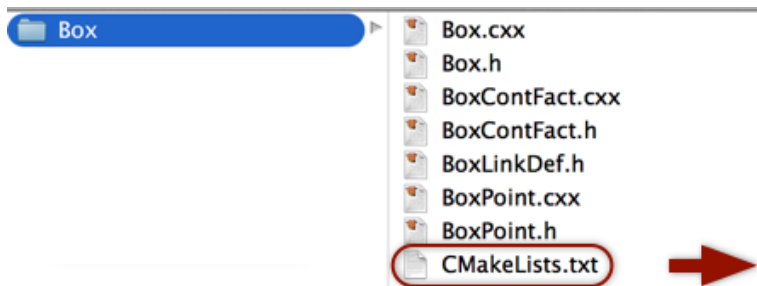 Box
Box.cxx
Box.h
BoxContFact.cxx
BoxContFact.h
BoxLinkDef.h
BoxPoint.cxx
BoxPoint.h
CMakeLists.txt